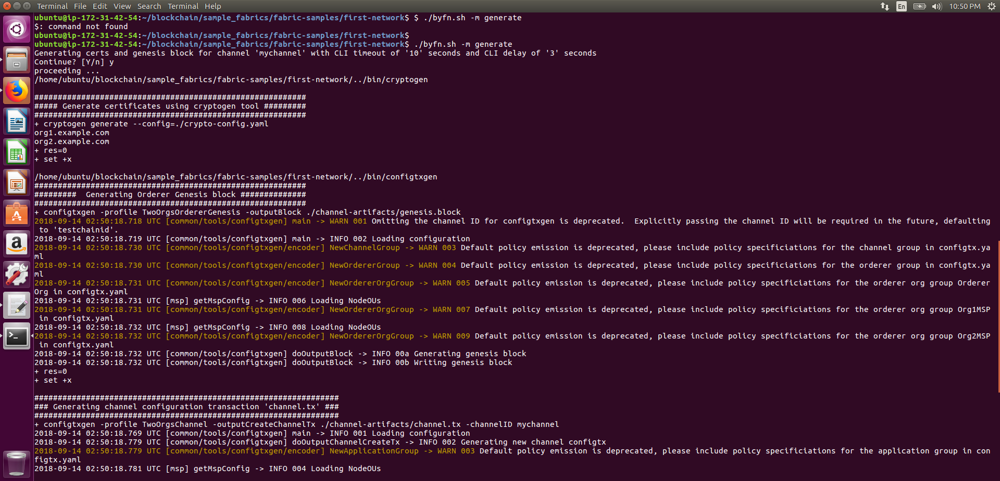 Terminal File Edit View Search Terminal Help
En
10:50 PM
ubuntu@ip-172-31-42-54:~/blockchain/sample_fabrics/fabric-samples/first-network$ $ ./byfn.sh -m generate
$: command not found
ubuntu@ip-172-31-42-54:~/blockchain/sample_fabrics/fabric-samples/first-network$
ubuntu@ip-172-31-42-54:~/blockchain/sample_fabrics/fabric-samples/first-network$ ./byfn.sh -m generate
Generating certs and genesis block for channel 'mychannel' with CLI timeout of '10' seconds and CLI delay of '3' seconds
Continue? [Y/n] y
proceeding ...
/home/ubuntu/blockchain/sample_fabrics/fabric-samples/first-network/../bin/cryptogen
##########################################################
##### Generate certificates using cryptogen tool #########
##########################################################
+ cryptogen generate --config=./crypto-config.yaml
org1.example.com
org2.example.com
+ res=0
+ set +x
/home/ubuntu/blockchain/sample_fabrics/fabric-samples/first-network/../bin/configtxgen
##########################################################
#########  Generating Orderer Genesis block ##############
##########################################################
+ configtxgen -profile TwoOrgsOrdererGenesis -outputBlock ./channel-artifacts/genesis.block
2018-09-14 02:50:18.718 UTC [common/tools/configtxgen] main -> WARN 001 Omitting the channel ID for configtxgen is deprecated.  Explicitly passing the channel ID will be required in the future, defaulting
 to 'testchainid'.
2018-09-14 02:50:18.719 UTC [common/tools/configtxgen] main -> INFO 002 Loading configuration
2018-09-14 02:50:18.730 UTC [common/tools/configtxgen/encoder] NewChannelGroup -> WARN 003 Default policy emission is deprecated, please include policy specificiations for the channel group in configtx.ya
ml
2018-09-14 02:50:18.730 UTC [common/tools/configtxgen/encoder] NewOrdererGroup -> WARN 004 Default policy emission is deprecated, please include policy specificiations for the orderer group in configtx.ya
ml
2018-09-14 02:50:18.731 UTC [common/tools/configtxgen/encoder] NewOrdererOrgGroup -> WARN 005 Default policy emission is deprecated, please include policy specificiations for the orderer org group Orderer
Org in configtx.yaml
2018-09-14 02:50:18.731 UTC [msp] getMspConfig -> INFO 006 Loading NodeOUs
2018-09-14 02:50:18.731 UTC [common/tools/configtxgen/encoder] NewOrdererOrgGroup -> WARN 007 Default policy emission is deprecated, please include policy specificiations for the orderer org group Org1MSP
 in configtx.yaml
2018-09-14 02:50:18.732 UTC [msp] getMspConfig -> INFO 008 Loading NodeOUs
2018-09-14 02:50:18.732 UTC [common/tools/configtxgen/encoder] NewOrdererOrgGroup -> WARN 009 Default policy emission is deprecated, please include policy specificiations for the orderer org group Org2MSP
 in configtx.yaml
2018-09-14 02:50:18.732 UTC [common/tools/configtxgen] doOutputBlock -> INFO 00a Generating genesis block
2018-09-14 02:50:18.732 UTC [common/tools/configtxgen] doOutputBlock -> INFO 00b Writing genesis block
+ res=0
+ set +x
#################################################################
### Generating channel configuration transaction 'channel.tx' ###
#################################################################
+ configtxgen -profile TwoOrgsChannel -outputCreateChannelTx ./channel-artifacts/channel.tx -channelID mychannel
2018-09-14 02:50:18.769 UTC [common/tools/configtxgen] main -> INFO 001 Loading configuration
2018-09-14 02:50:18.779 UTC [common/tools/configtxgen] doOutputChannelCreateTx -> INFO 002 Generating new channel configtx
2018-09-14 02:50:18.779 UTC [common/tools/configtxgen/encoder] NewApplicationGroup -> WARN 003 Default policy emission is deprecated, please include policy specificiations for the application group in con
figtx.yaml
2018-09-14 02:50:18.781 UTC [msp] getMspConfig -> INFO 004 Loading NodeOUs